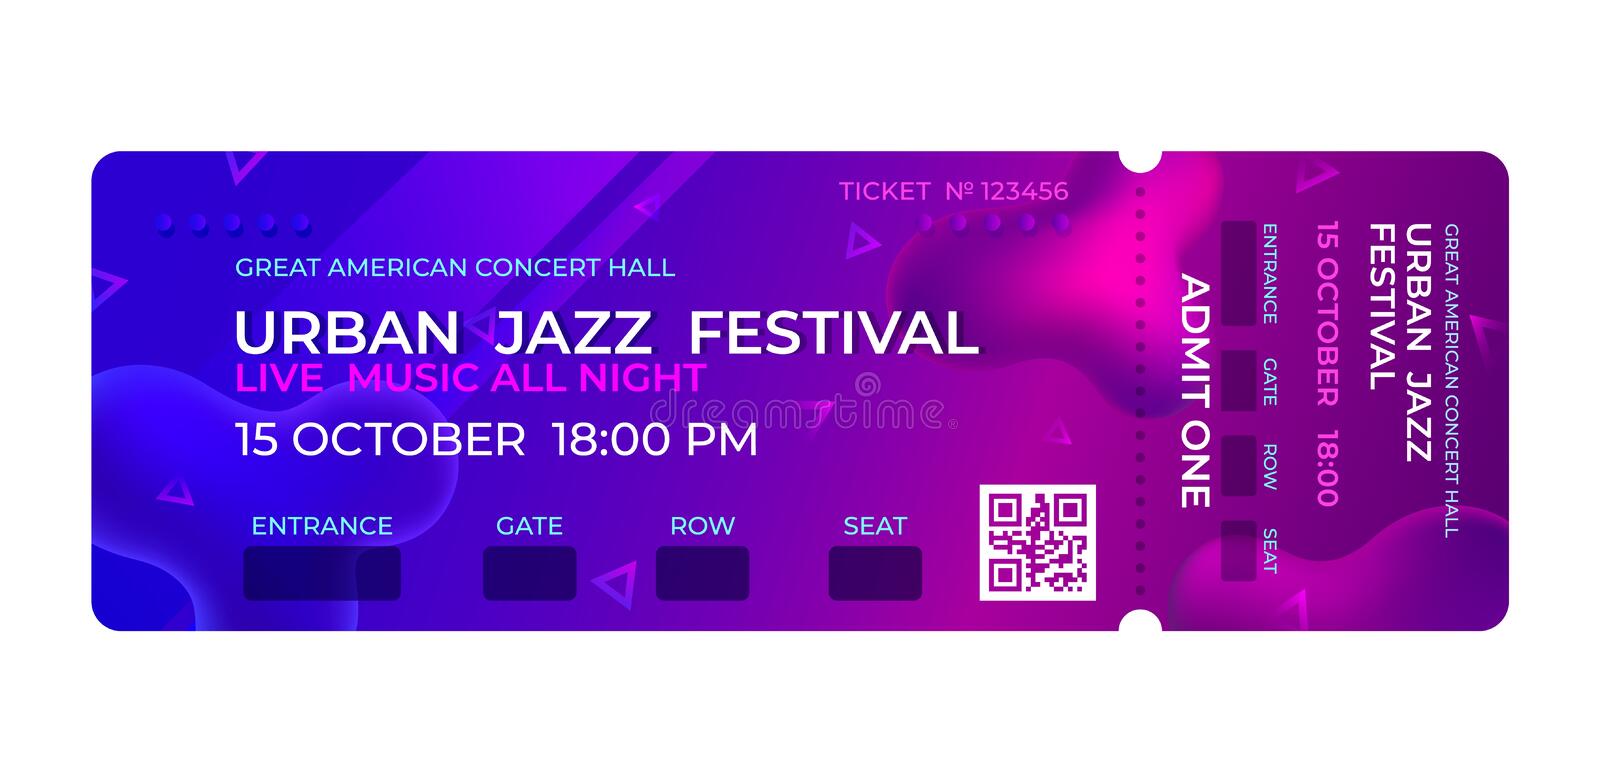 TICKET № 123456
GREAT AMERICAN CONCERT HALL
URBAN JAZZ FESTIVAL
LIVE MUSIC ALL NIGHT
15 OCTOBER 18:00 PM
ENTRANCE GATE ROW SEAT
dreamstime®
GREAT AMERICAN CONCERT HALL
URBAN JAZZ
FESTIVAL
15 OCTOBER 18:00
ENTRANCE GATE ROW SEAT
ADMIT ONE